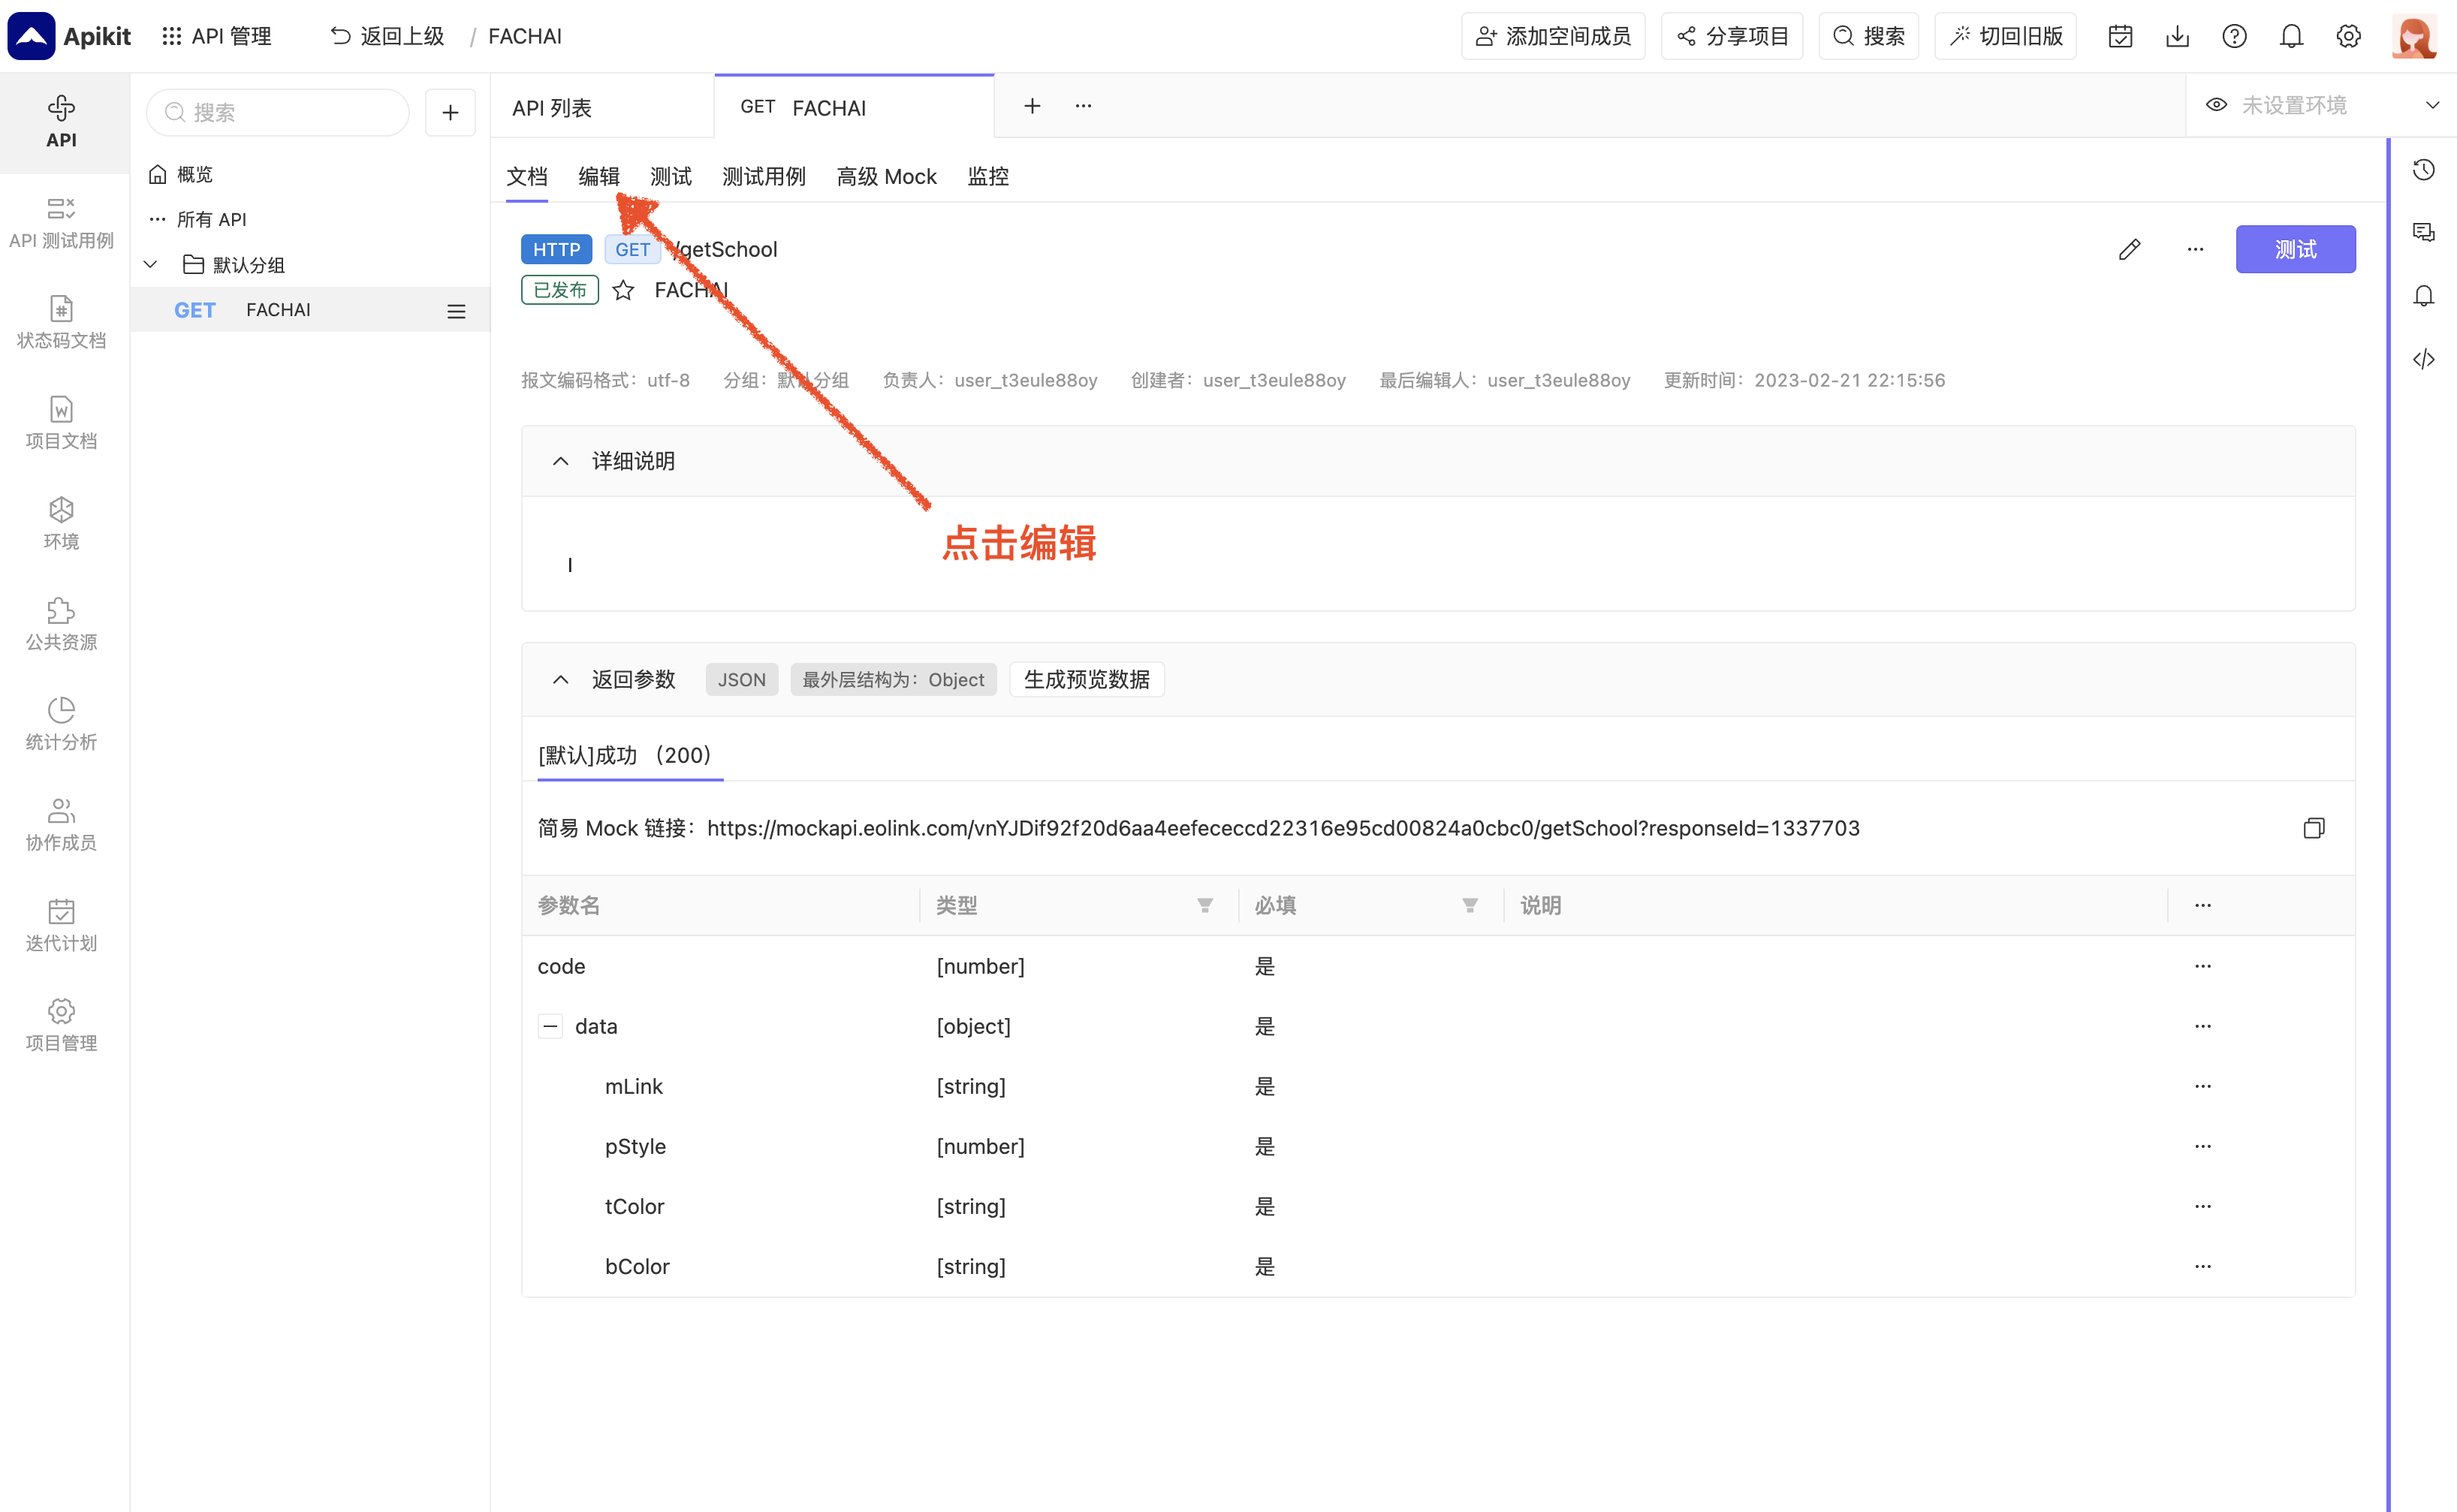 Apikit API 管理 返回上级 / FACHAI 添加空间成员 分享项目 搜索 切回旧版
API
API 测试用例
状态码文档
项目文档
环境
公共资源
统计分析
协作成员
迭代计划
项目管理
搜索
概览
所有 API
默认分组
GET FACHAI
API 列表 GET FACHAI 未设置环境
文档 编辑 测试 测试用例 高级 Mock 监控
HTTP GET /getSchool 测试
已发布 FACHAI
报文编码格式：utf-8 分组：默认分组 负责人：user_t3eule88oy 创建者：user_t3eule88oy 最后编辑人：user_t3eule88oy 更新时间：2023-02-21 22:15:56
详细说明
点击编辑
返回参数 JSON 最外层结构为：Object 生成预览数据
[默认]成功 （200）
简易 Mock 链接：https://mockapi.eolink.com/vnYJDif92f20d6aa4eefececcd22316e95cd00824a0cbc0/getSchool?responseId=1337703
参数名 类型 必填 说明
code [number] 是
data [object] 是
mLink [string] 是
pStyle [number] 是
tColor [string] 是
bColor [string] 是